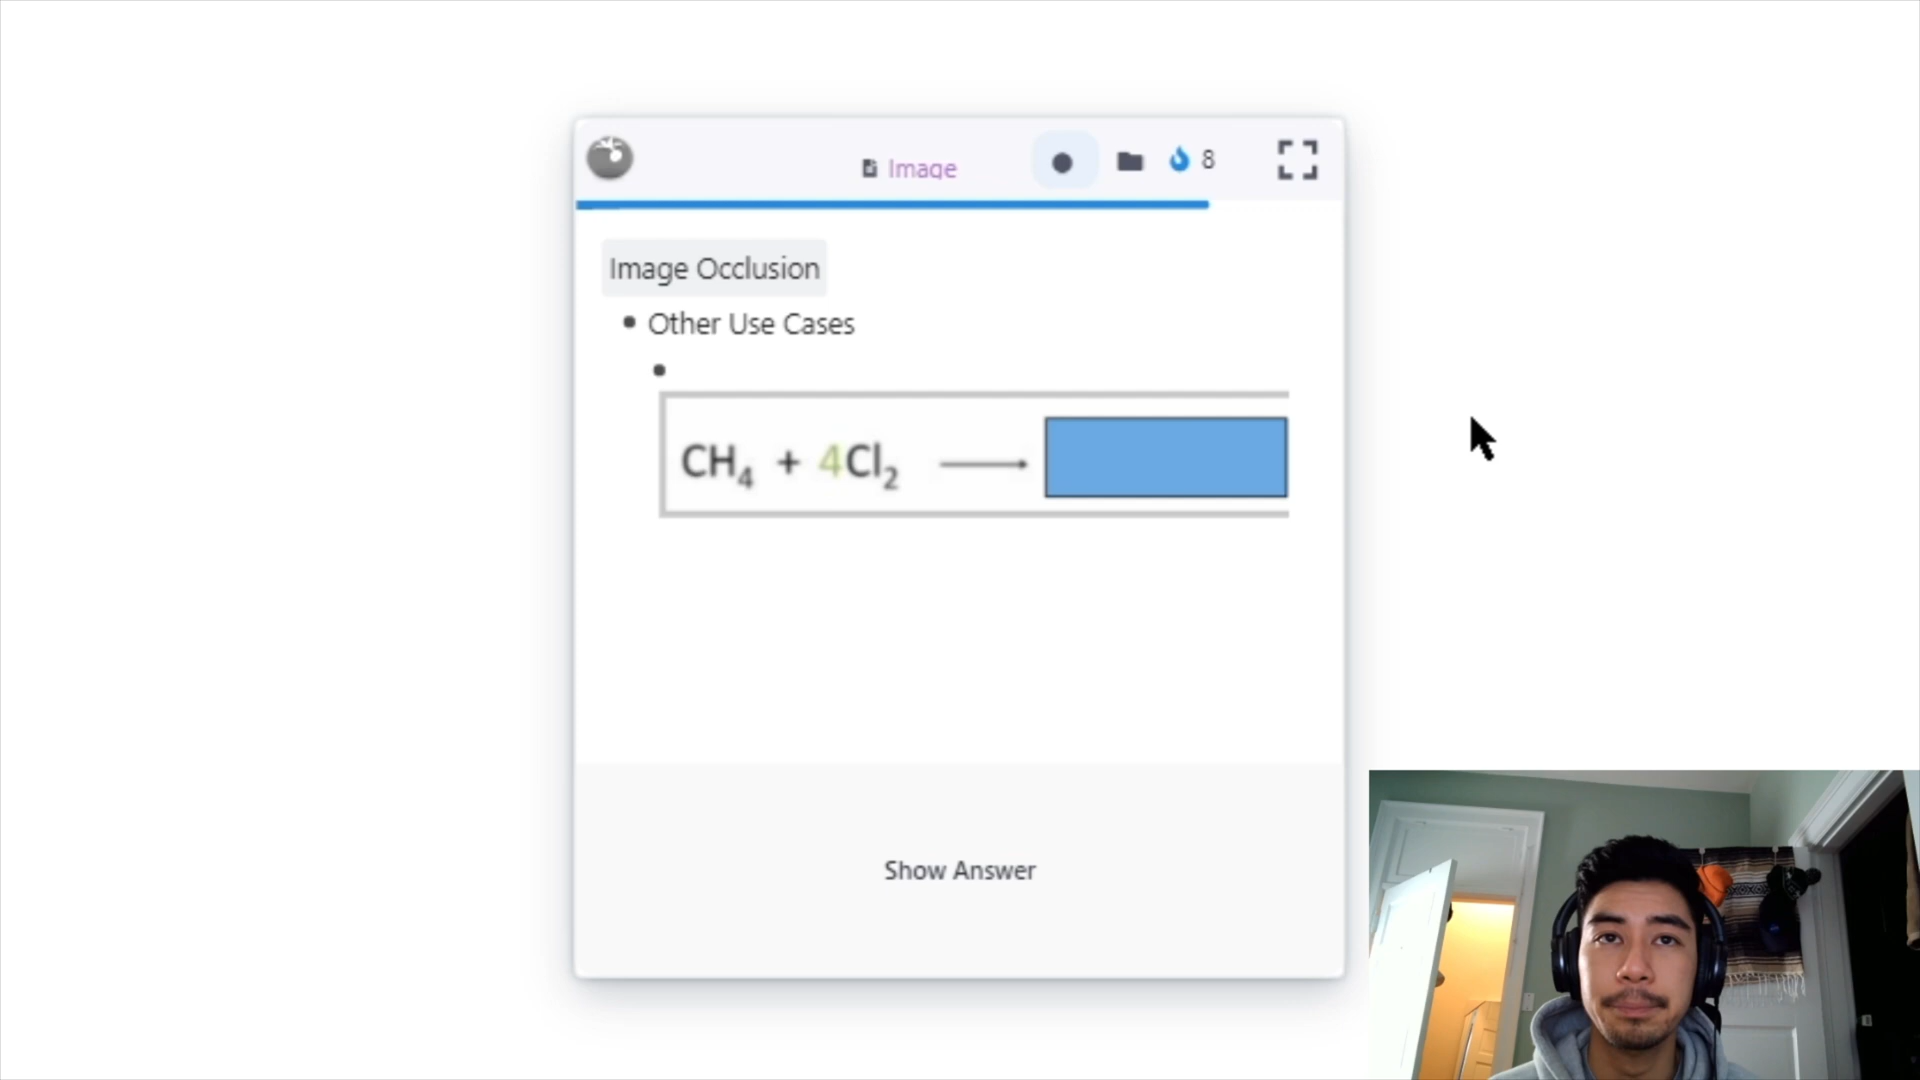 Image
8
Image Occlusion
Other Use Cases
CH₄ + 4Cl₂ ⟶
Show Answer